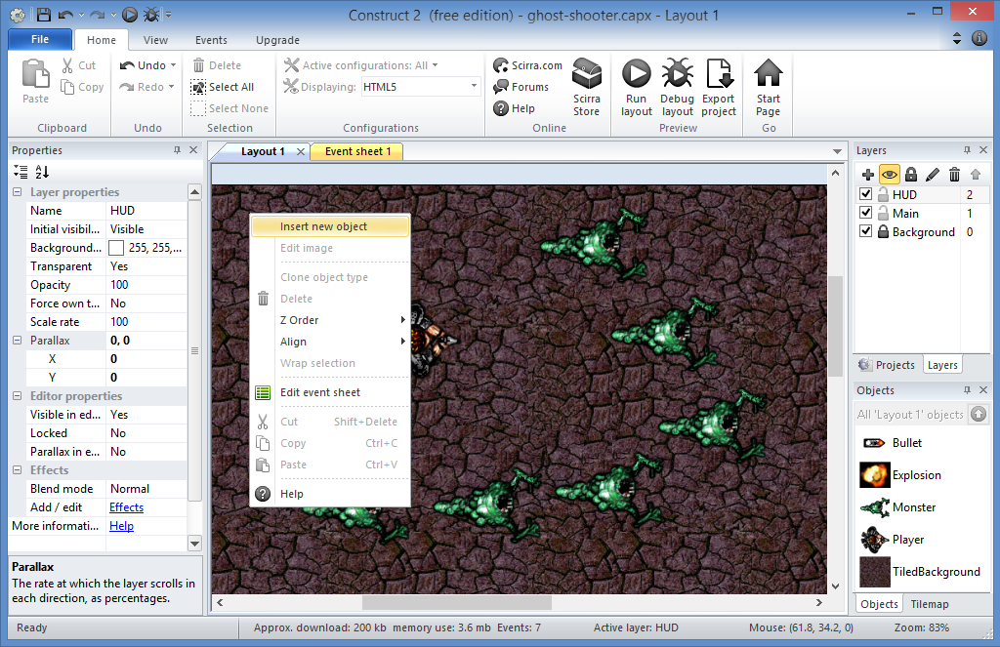 Construct 2 (free edition) - ghost-shooter.capx - Layout 1
File Home View Events Upgrade
Paste
Cut
Copy
Clipboard
Undo
Redo
Undo
Delete
Select All
Select None
Selection
Active configurations: All
Displaying: HTML5
Configurations
Scirra.com
Forums
Help
Scirra Store
Online
Run layout
Debug layout
Export project
Preview
Start Page
Go
Properties
Layer properties
Name HUD
Initial visibil... Visible
Background... 255, 255,...
Transparent Yes
Opacity 100
Force own t... No
Scale rate 100
Parallax 0, 0
X 0
Y 0
Editor properties
Visible in ed... Yes
Locked No
Parallax in e... No
Effects
Blend mode Normal
Add / edit Effects
More informati... Help
Parallax
The rate at which the layer scrolls in
each direction, as percentages.
Layout 1 Event sheet 1
Insert new object
Edit image
Clone object type
Delete
Z Order
Align
Wrap selection
Edit event sheet
Cut Shift+Delete
Copy Ctrl+C
Paste Ctrl+V
Help
Layers
HUD 2
Main 1
Background 0
Projects Layers
Objects
All 'Layout 1' objects
Bullet
Explosion
Monster
Player
TiledBackground
Objects Tilemap
Ready Approx. download: 200 kb memory use: 3.6 mb Events: 7 Active layer: HUD Mouse: (61.8, 34.2, 0) Zoom: 83%